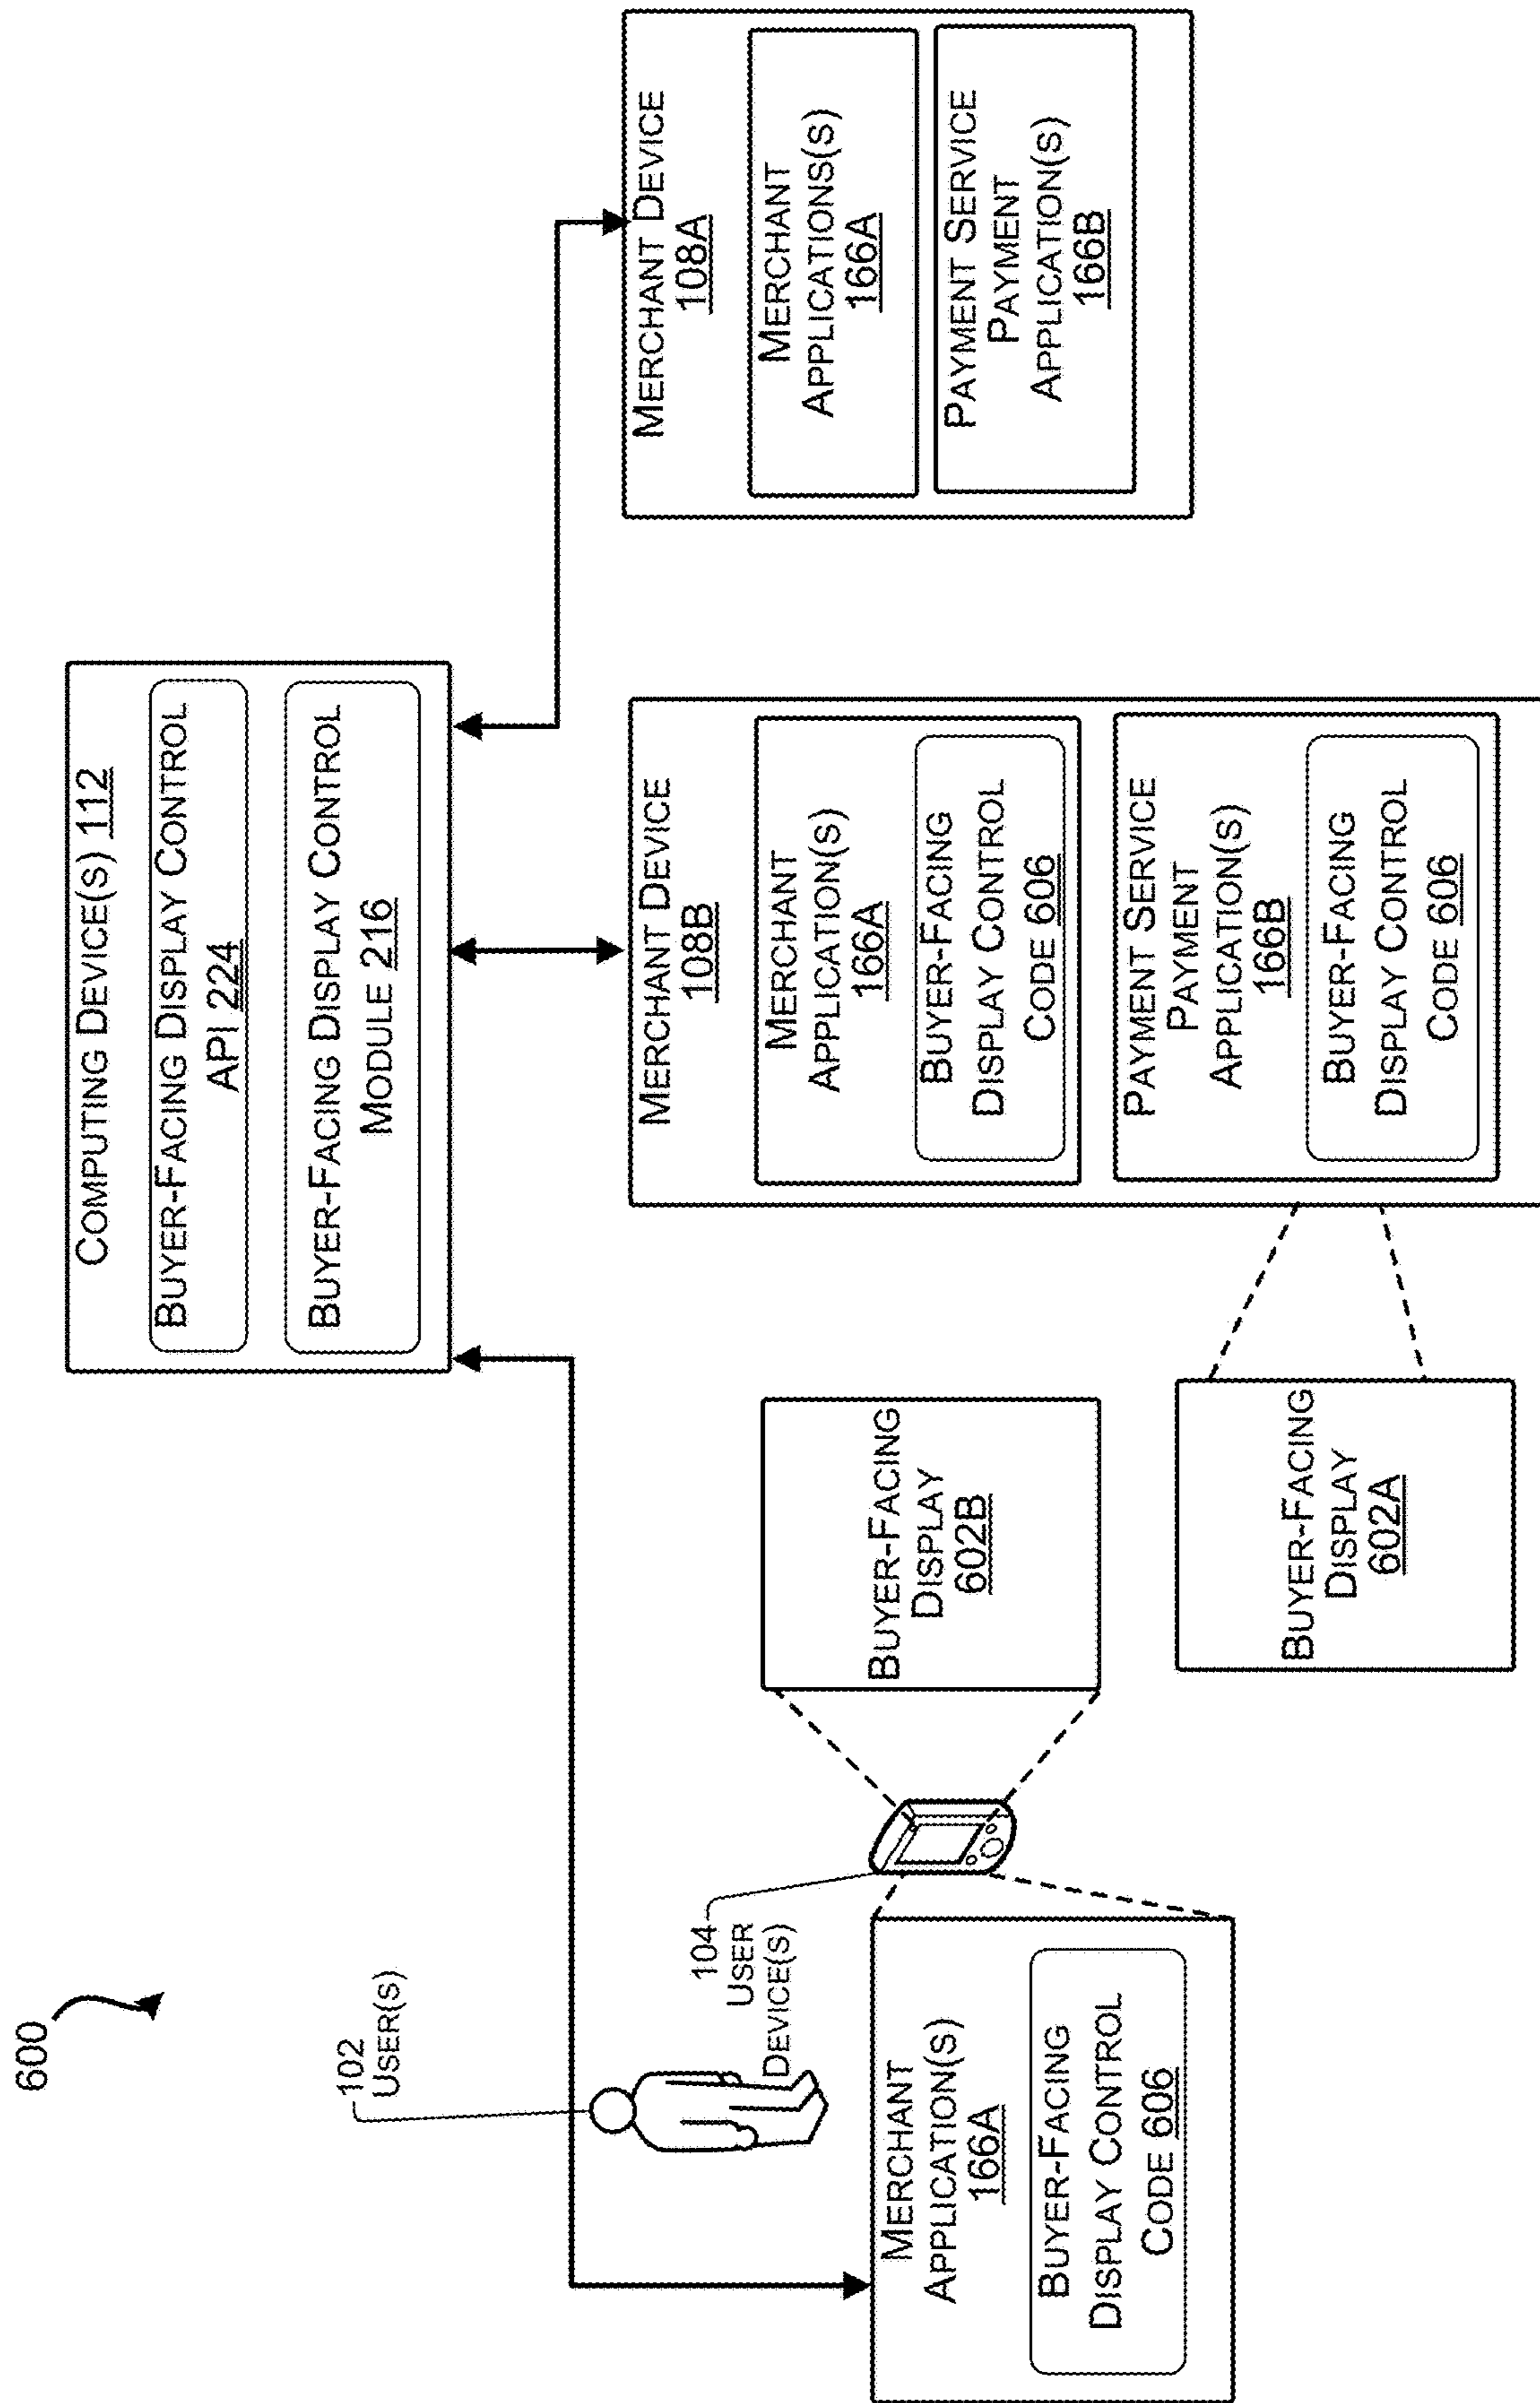 600
102
USER(S)
104
USER
DEVICE(S)
MERCHANT
APPLICATION(S)
166A
BUYER-FACING
DISPLAY CONTROL
CODE 606
BUYER-FACING
DISPLAY
602B
BUYER-FACING
DISPLAY
602A
COMPUTING DEVICE(S) 112
BUYER-FACING DISPLAY CONTROL
API 224
BUYER-FACING DISPLAY CONTROL
MODULE 216
MERCHANT DEVICE
108B
MERCHANT
APPLICATION(S)
166A
BUYER-FACING
DISPLAY CONTROL
CODE 606
PAYMENT SERVICE
PAYMENT
APPLICATION(S)
166B
BUYER-FACING
DISPLAY CONTROL
CODE 606
MERCHANT DEVICE
108A
MERCHANT
APPLICATIONS(S)
166A
PAYMENT SERVICE
PAYMENT
APPLICATION(S)
166B